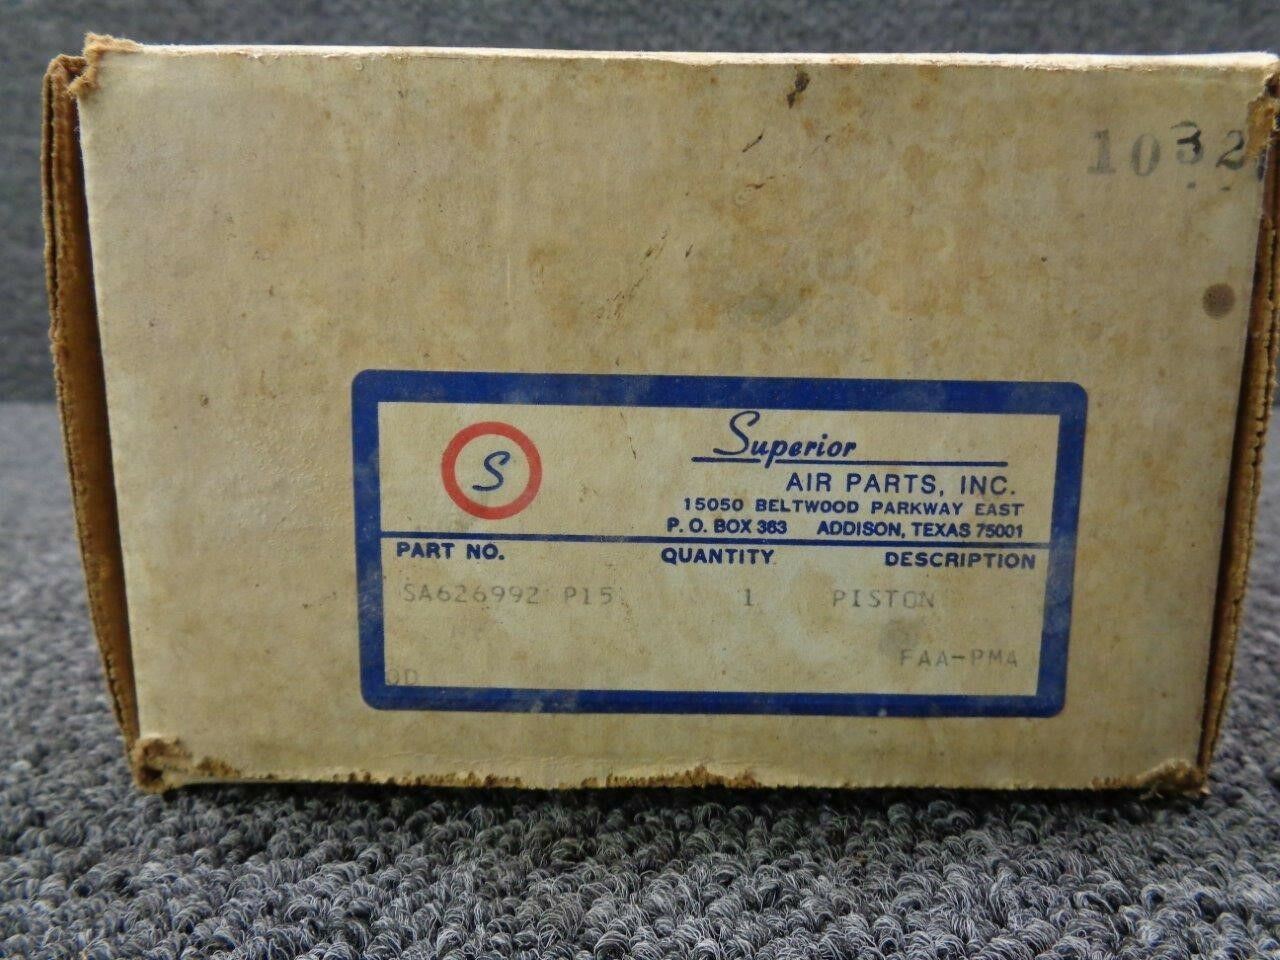 1032
S
Superior
AIR PARTS, INC.
15050 BELTWOOD PARKWAY EAST
P. O. BOX 363 ADDISON, TEXAS 75001
PART NO. QUANTITY DESCRIPTION
SA626992 P15 1 PISTON
FAA-PMA